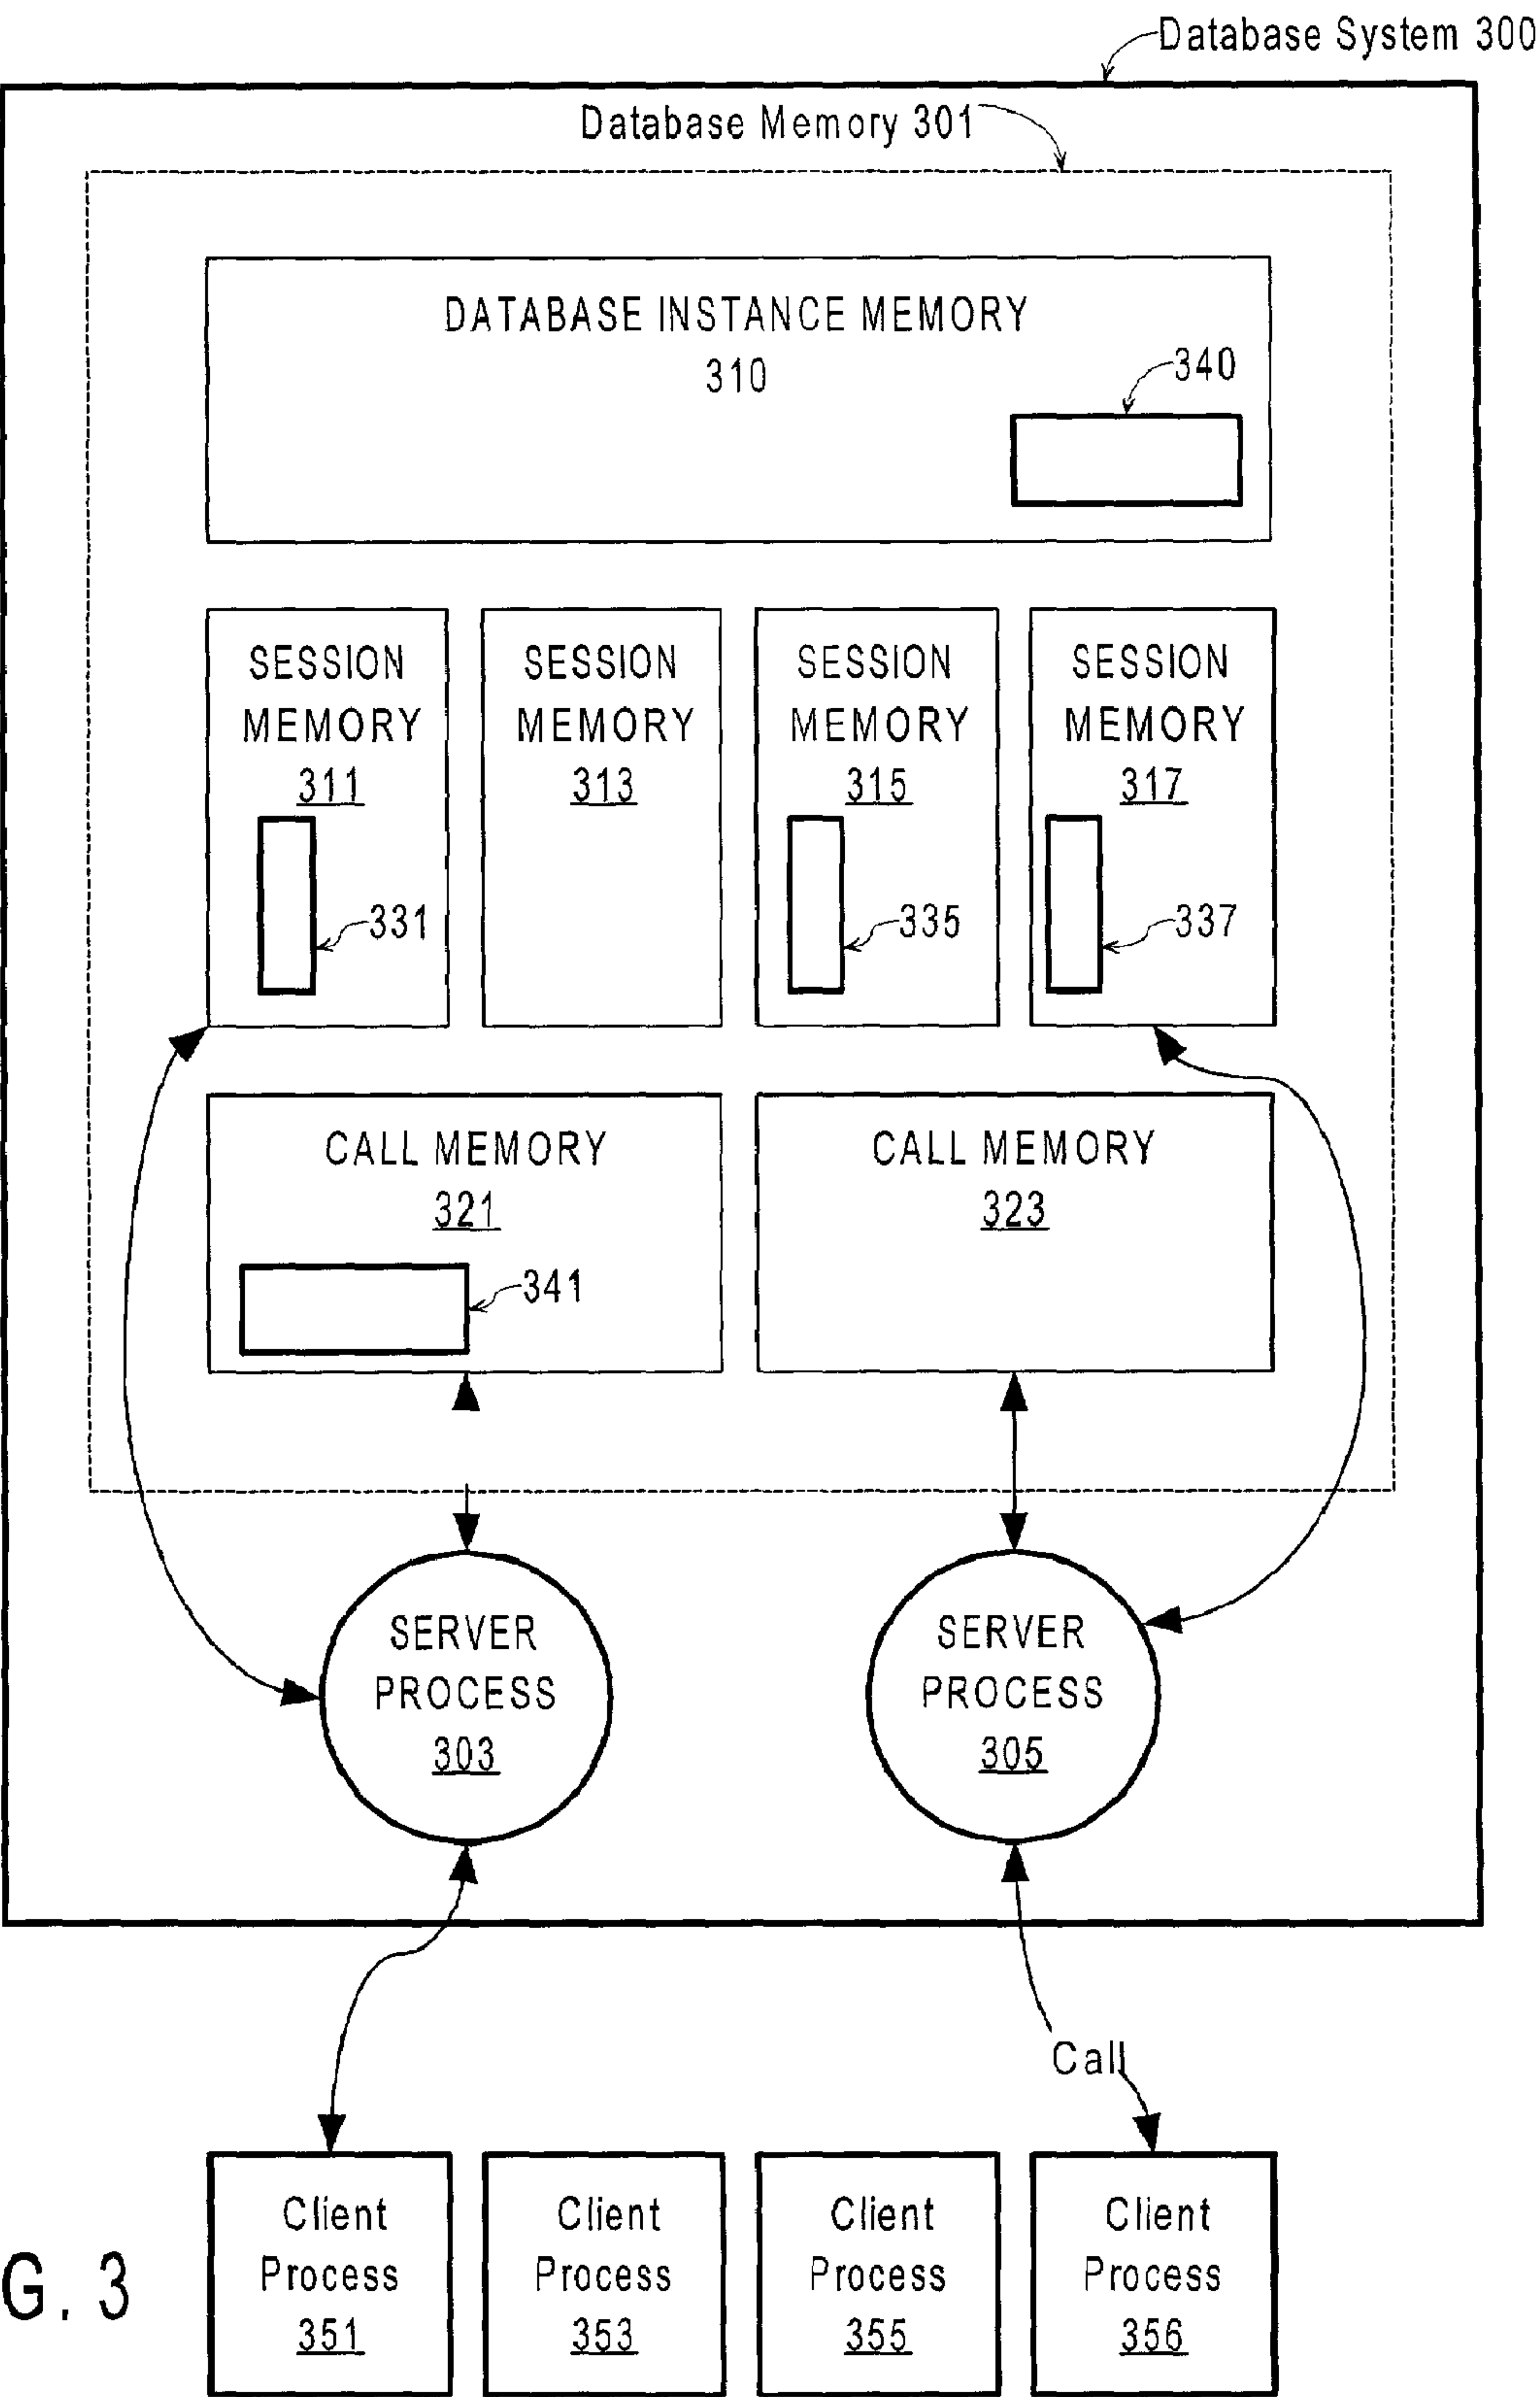 Database System 300
Database Memory 301
DATABASE INSTANCE MEMORY
310
340
SESSION
MEMORY
311
331
SESSION
MEMORY
313
SESSION
MEMORY
315
335
SESSION
MEMORY
317
337
CALL MEMORY
321
341
CALL MEMORY
323
SERVER
PROCESS
303
SERVER
PROCESS
305
Call
Client
Process
351
Client
Process
353
Client
Process
355
Client
Process
356
G. 3